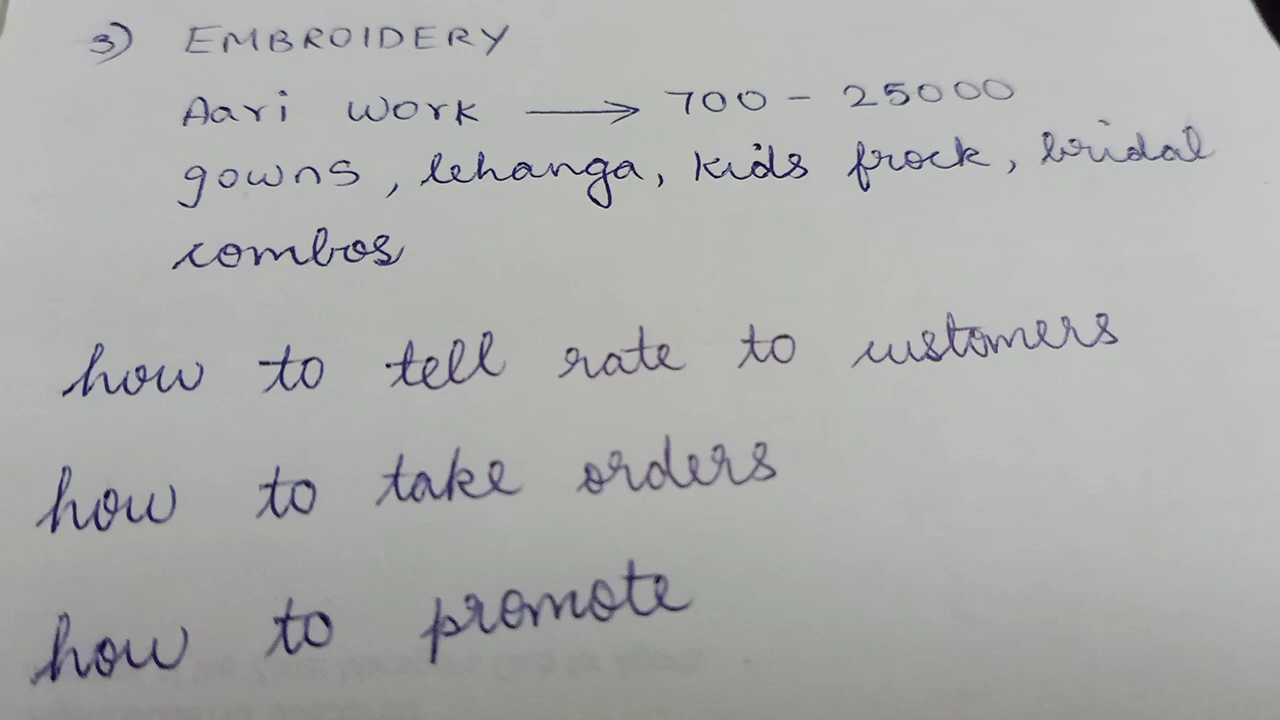 3) EMBROIDERY
Aari work → 700 - 25000
gowns, lehanga, kids frock, bridal
combos
how to tell rate to customers
how to take orders
how to promote